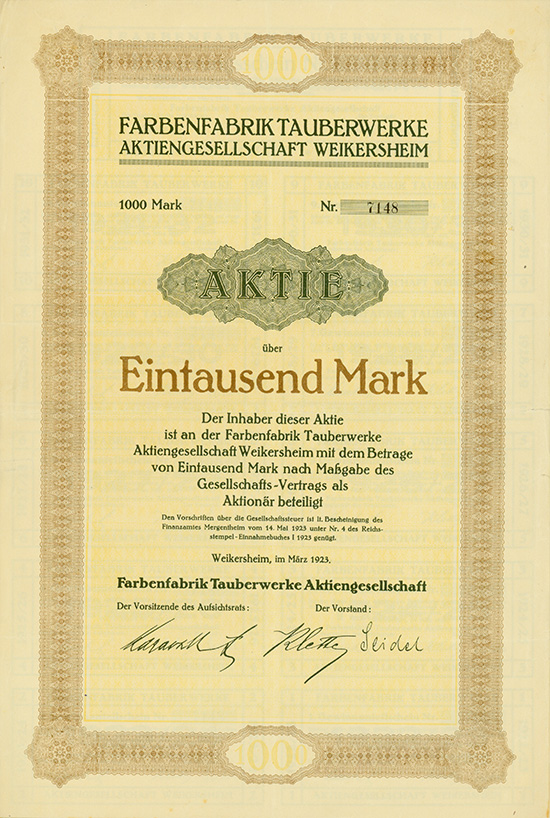 1000
FARBENFABRIK TAUBERWERKE
AKTIENGESELLSCHAFT WEIKERSHEIM
1000 Mark Nr. 7148
AKTIE
über
Eintausend Mark
Der Inhaber dieser Aktie
ist an der Farbenfabrik Tauberwerke
Aktiengesellschaft Weikersheim mit dem Betrage
von Eintausend Mark nach Maßgabe des
Gesellschafts-Vertrags als
Aktionär beteiligt
Den Vorschriften über die Gesellschaftssteuer ist lt. Bescheinigung des
Finanzamtes Mergentheim vom 14. Mai 1923 unter Nr. 4 des Reichs-
stempel-Einnahmebuches I 1923 genügt.
Weikersheim, im März 1923.
Farbenfabrik Tauberwerke Aktiengesellschaft
Der Vorsitzende des Aufsichtsrats: Der Vorstand:
Klett Seidel
1000